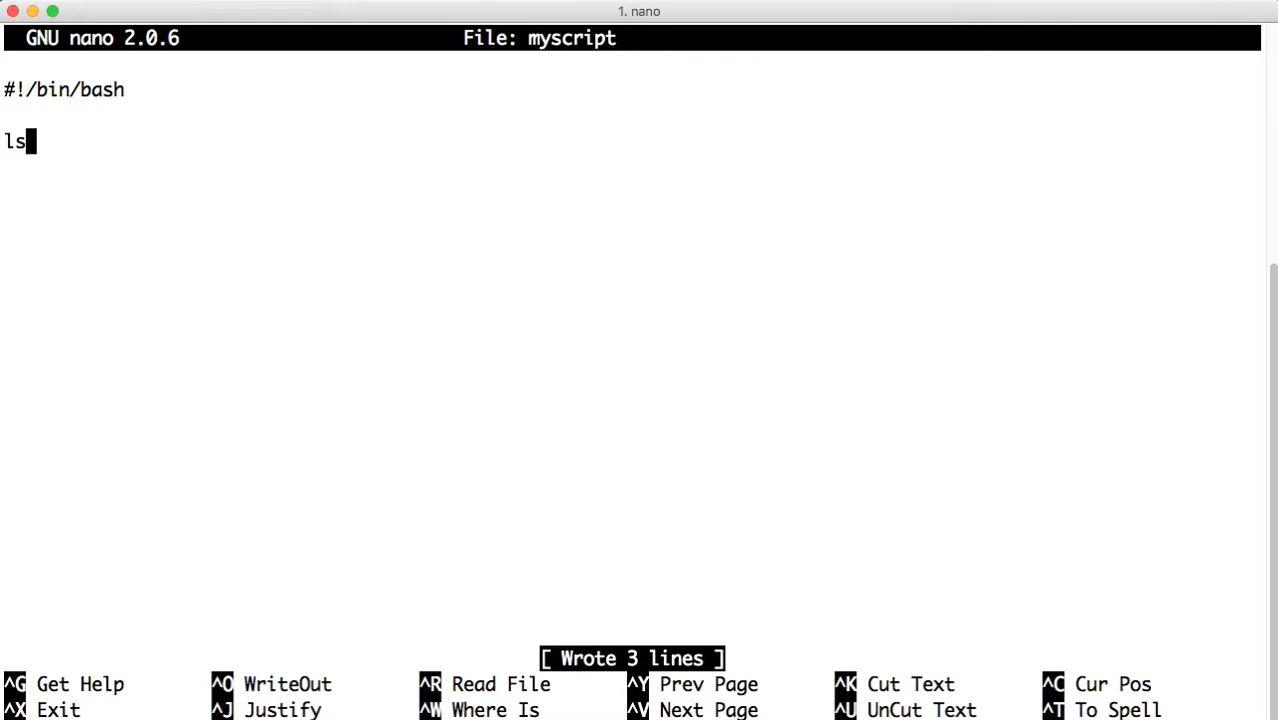 1. nano
GNU nano 2.0.6 File: myscript
#!/bin/bash
ls
[ Wrote 3 lines ]
^G Get Help ^O WriteOut ^R Read File ^Y Prev Page ^K Cut Text ^C Cur Pos
^X Exit ^J Justify ^W Where Is ^V Next Page ^U UnCut Text ^T To Spell